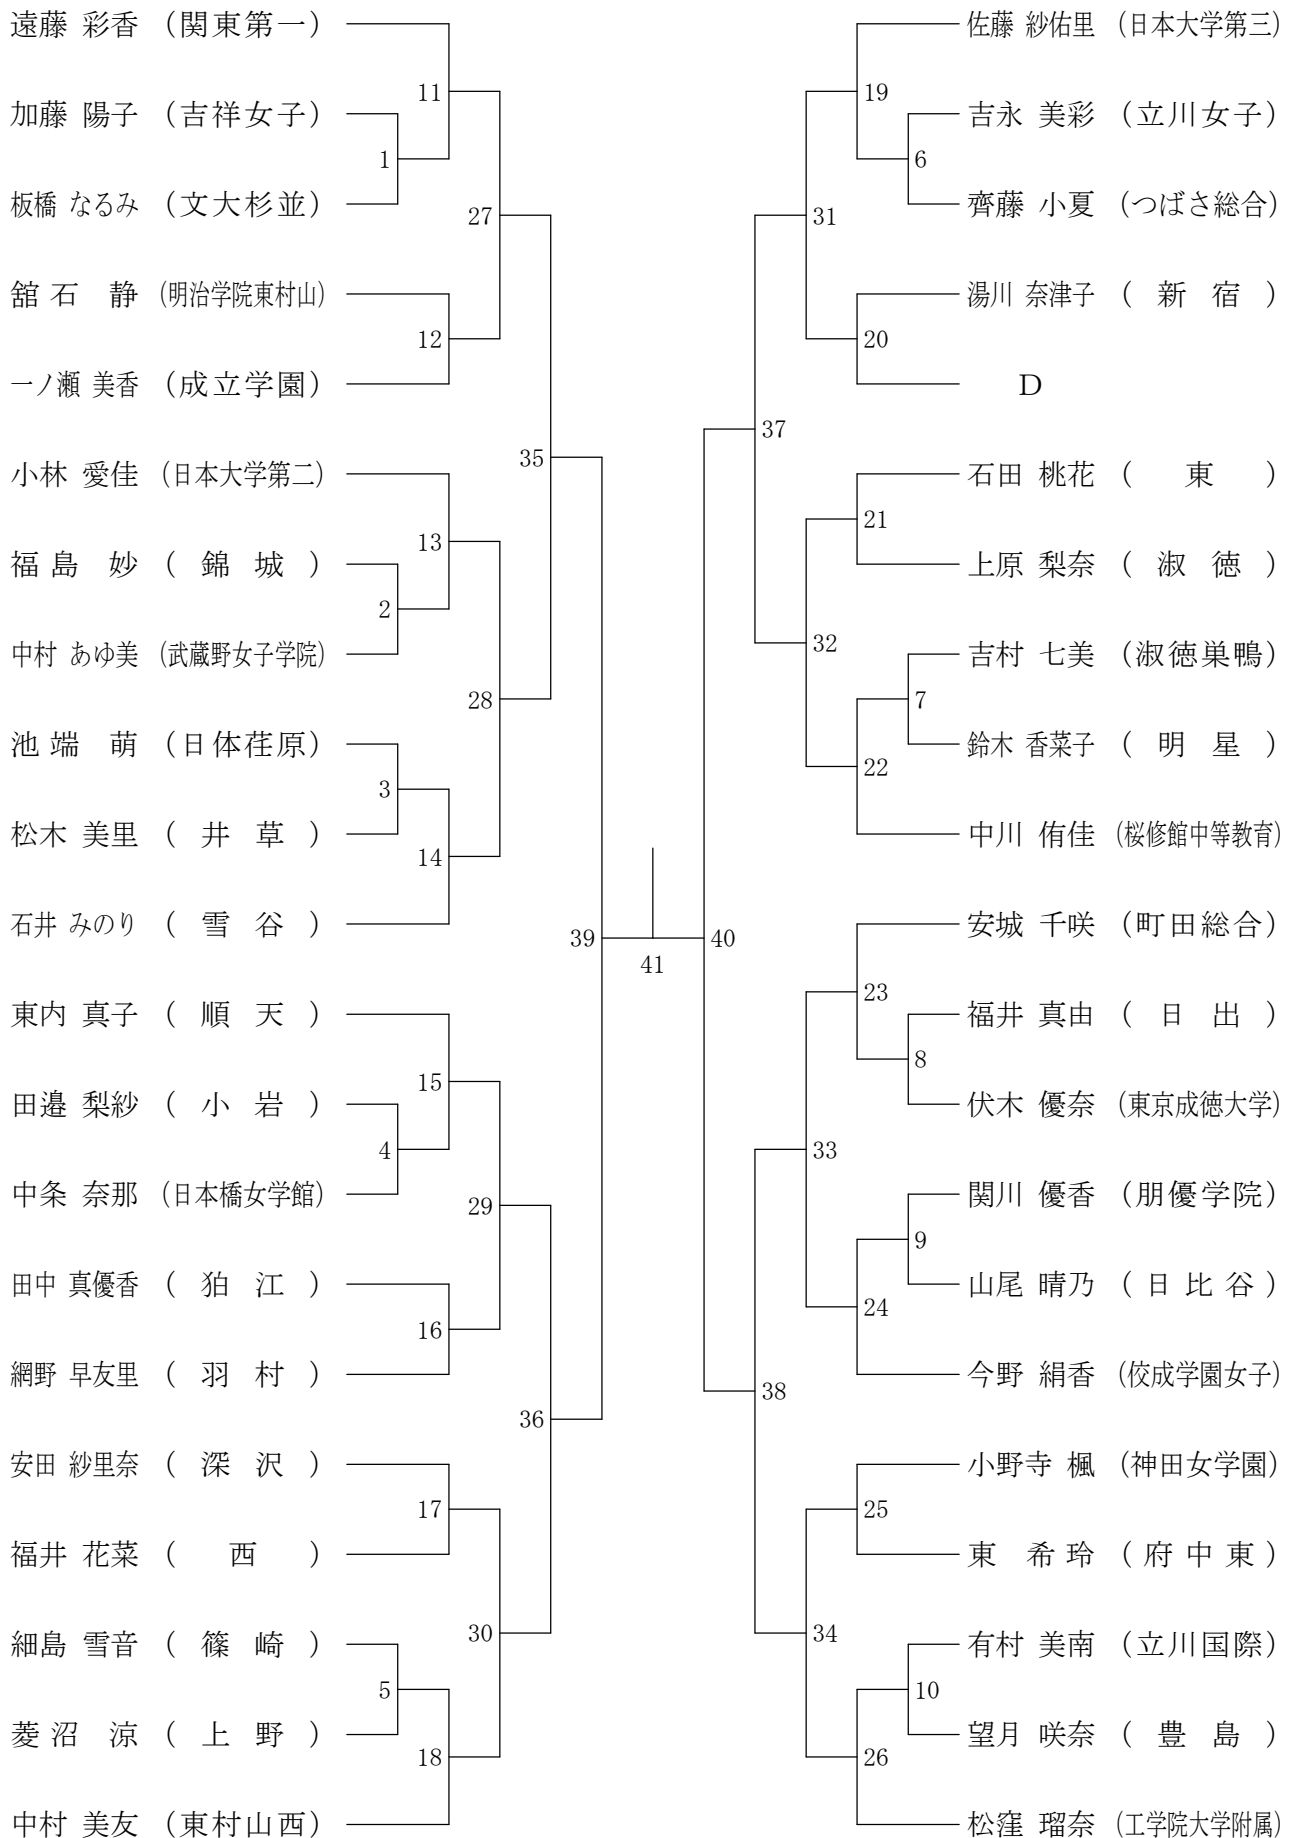 遠藤 彩香 (関東第一)
11
加藤 陽子 (吉祥女子)
1
板橋 なるみ (文大杉並)
27
舘石 静 (明治学院東村山)
12
一ノ瀬 美香 (成立学園)
35
小林 愛佳 (日本大学第二)
13
福島 妙 (錦城)
2
中村 あゆ美 (武蔵野女子学院)
28
池端 萌 (日体荏原)
3
松木 美里 (井草)
14
石井 みのり (雪谷)
39
東内 真子 (順天)
15
田邉 梨紗 (小岩)
4
中条 奈那 (日本橋女学館)
29
田中 真優香 (狛江)
16
網野 早友里 (羽村)
36
安田 紗里奈 (深沢)
17
福井 花菜 (西)
30
細島 雪音 (篠崎)
5
菱沼 涼 (上野)
18
中村 美友 (東村山西)
41
佐藤 紗佑里 (日本大学第三)
19
吉永 美彩 (立川女子)
6
齊藤 小夏 (つばさ総合)
31
湯川 奈津子 (新宿)
20
D
37
石田 桃花 (東)
21
上原 梨奈 (淑徳)
32
吉村 七美 (淑徳巣鴨)
7
鈴木 香菜子 (明星)
22
中川 侑佳 (桜修館中等教育)
40
安城 千咲 (町田総合)
23
福井 真由 (日出)
8
伏木 優奈 (東京成徳大学)
33
関川 優香 (朋優学院)
9
山尾 晴乃 (日比谷)
24
今野 絹香 (佼成学園女子)
38
小野寺 楓 (神田女学園)
25
東 希玲 (府中東)
34
有村 美南 (立川国際)
10
望月 咲奈 (豊島)
26
松窪 瑠奈 (工学院大学附属)